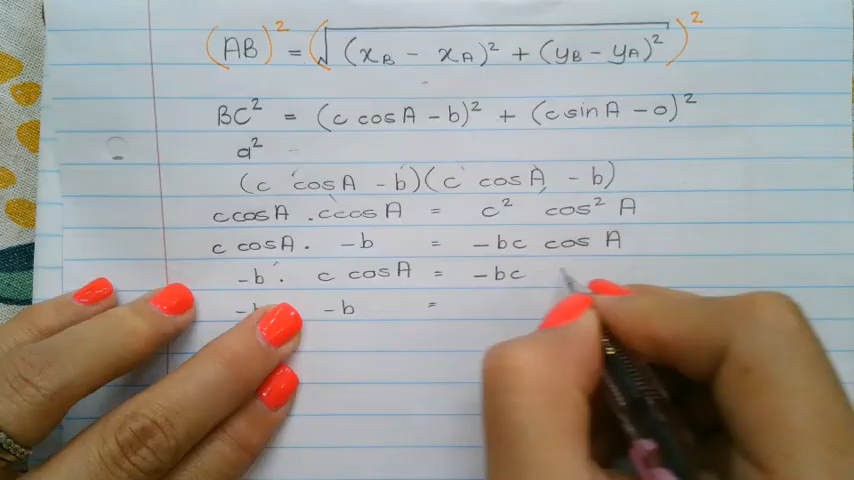 (AB)² = (√(x_B - x_A)² + (y_B - y_A)²)²
BC² = (c cosA - b)² + (c sinA - 0)²
a²
(c cosA - b)(c cosA - b)
c cosA . c cosA = c² cos² A
c cosA . -b = -bc cos A
-b . c cosA = -bc
-b =